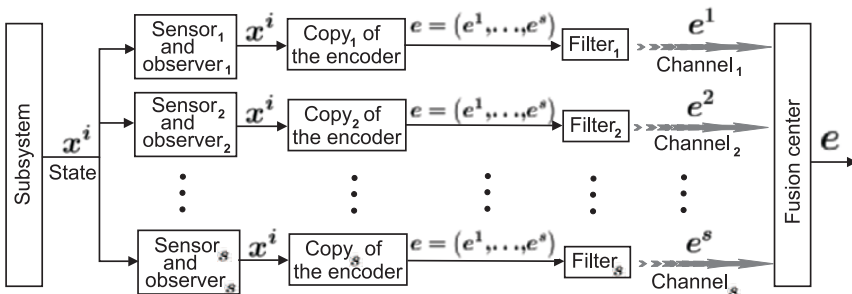 Subsystem
x^i
State
Sensor_1
and
observer_1
x^i
Copy_1 of
the encoder
e = (e^1,...,e^s)
Filter_1
e^1
Channel_1
Sensor_2
and
observer_2
x^i
Copy_2 of
the encoder
e = (e^1,...,e^s)
Filter_2
e^2
Channel_2
Sensor_s
and
observer_s
x^i
Copy_s of
the encoder
e = (e^1,...,e^s)
Filter_s
e^s
Channel_s
Fusion center
e